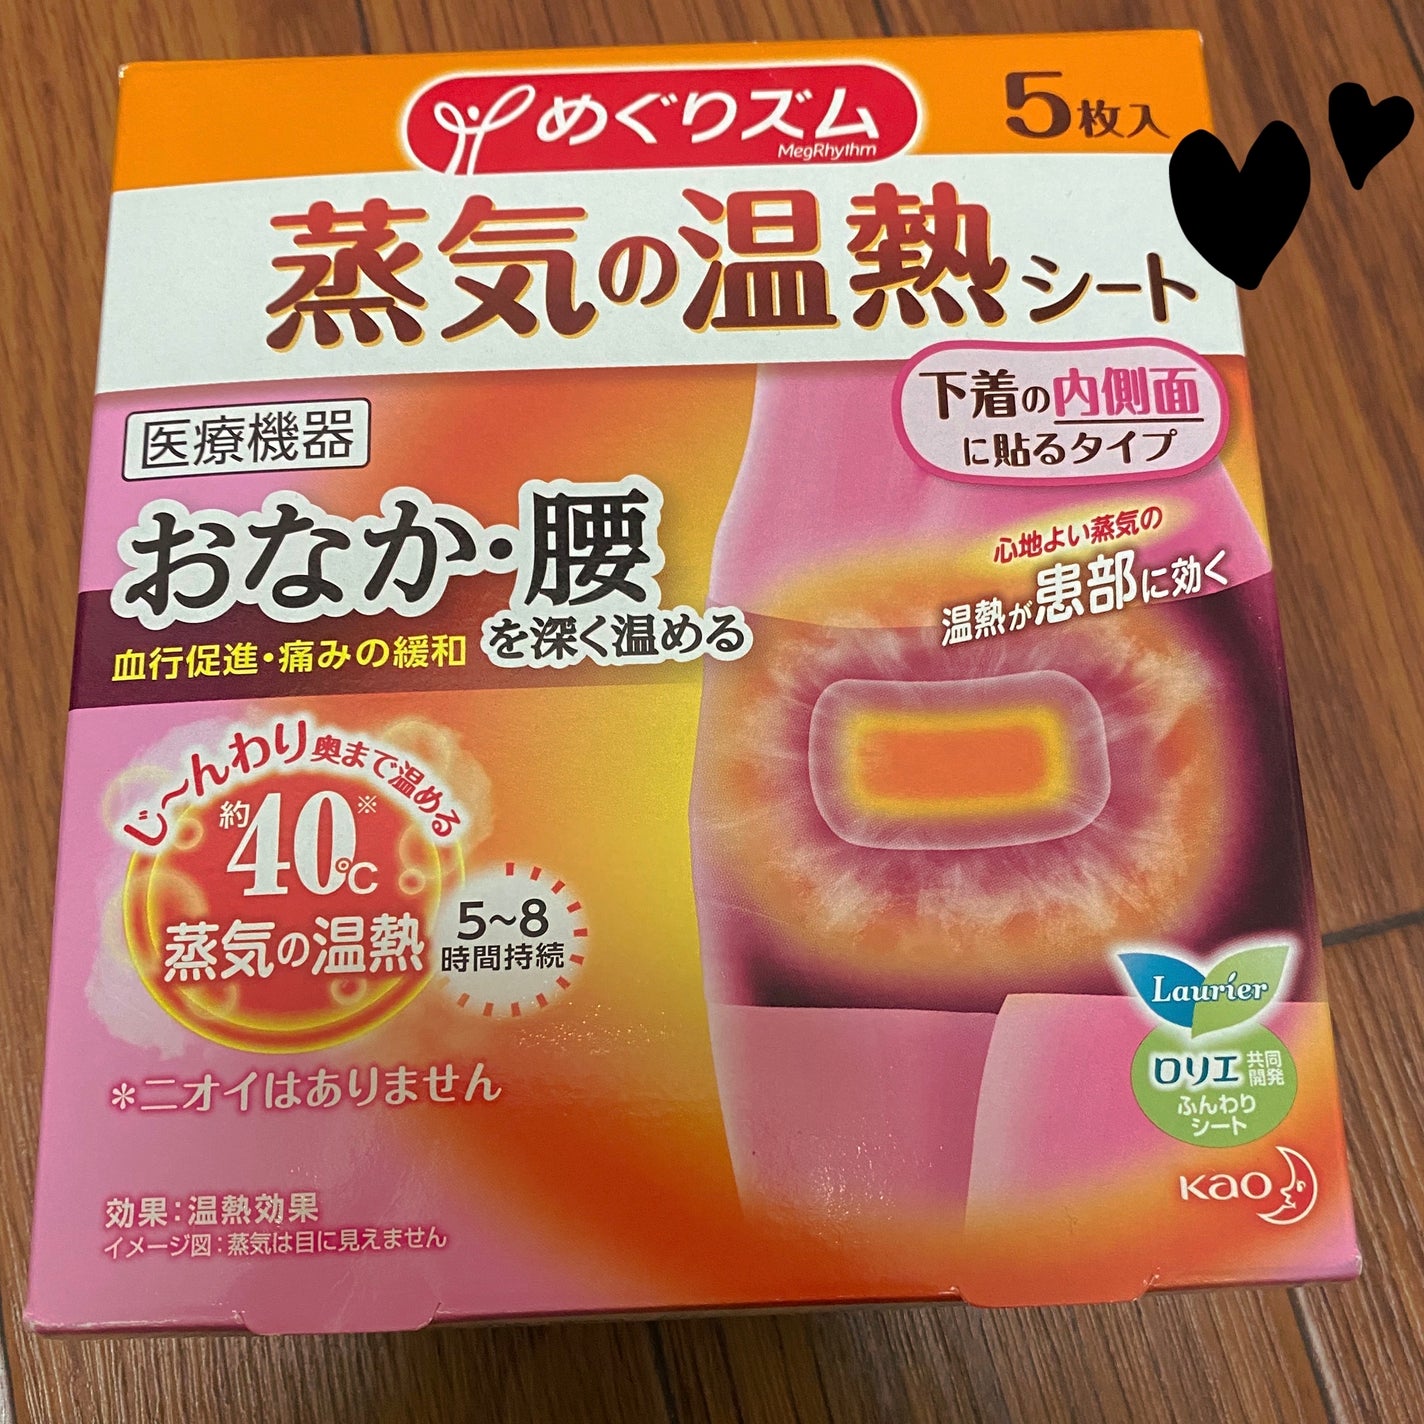 めぐりズム
MegRhythm
5枚入
蒸気の温熱シート
下着の内側面
に貼るタイプ
医療機器
おなか・腰
を深く温める
血行促進・痛みの緩和
心地よい蒸気の
温熱が患部に効く
じ〜んわり奥まで温める
約40℃※
蒸気の温熱
5~8
時間持続
＊ニオイはありません
効果：温熱効果
イメージ図：蒸気は目に見えません
Laurier
ロリエ共同開発
ふんわり
シート
Kao